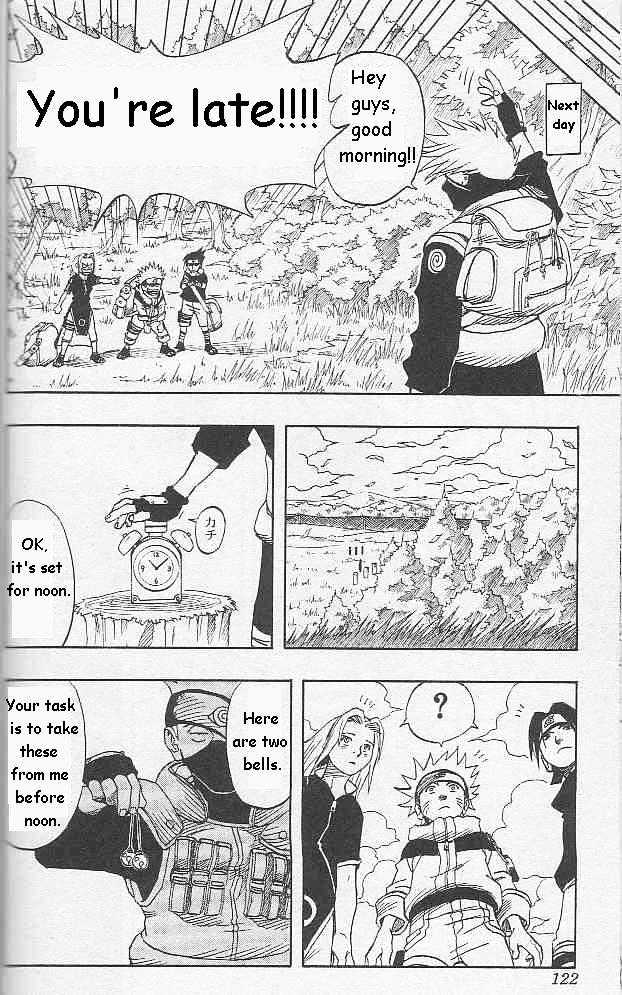 Next
day
Hey
guys,
good
morning!!
You're late!!!!
カチ
OK,
it's set
for noon.
?
Here
are two
bells.
Your task
is to take
these
from me
before
noon.
122